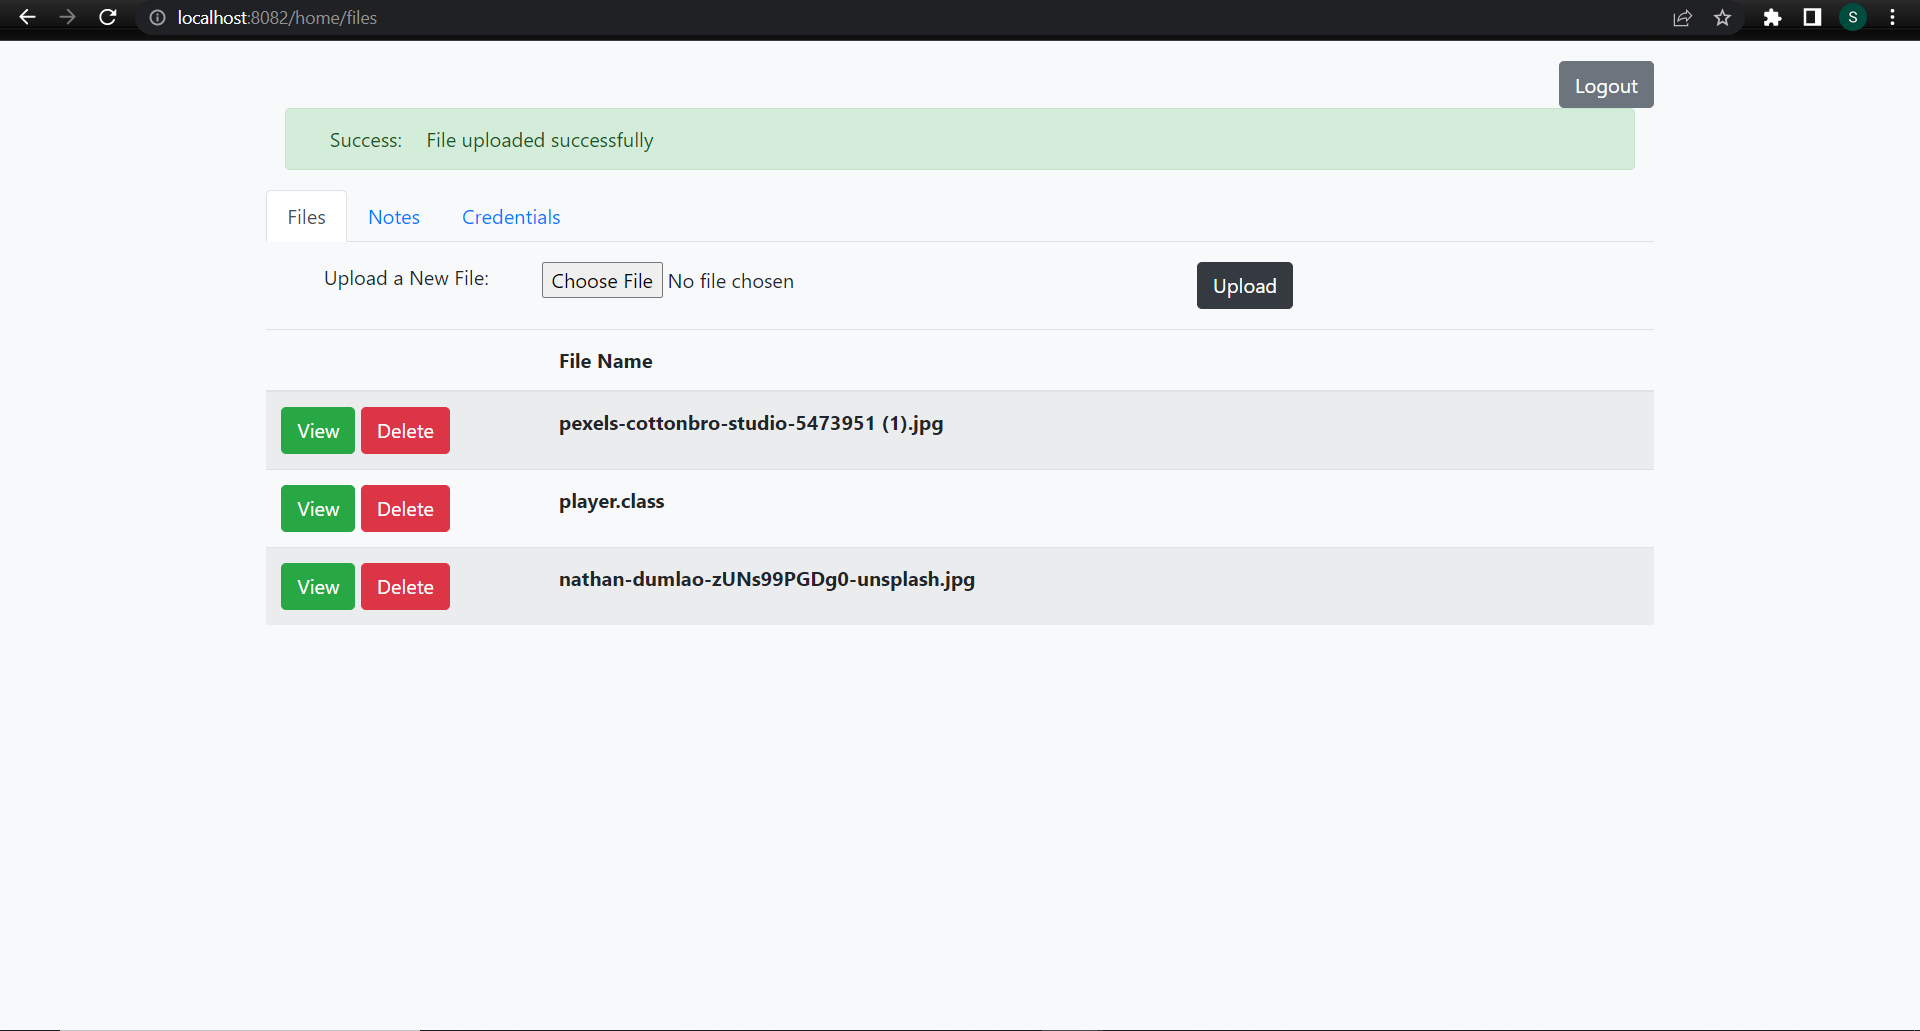 localhost:8082/home/files
S
Logout
Success: File uploaded successfully
Files Notes Credentials
Upload a New File: Choose File No file chosen Upload
File Name
View Delete pexels-cottonbro-studio-5473951 (1).jpg
View Delete player.class
View Delete nathan-dumlao-zUNs99PGDg0-unsplash.jpg